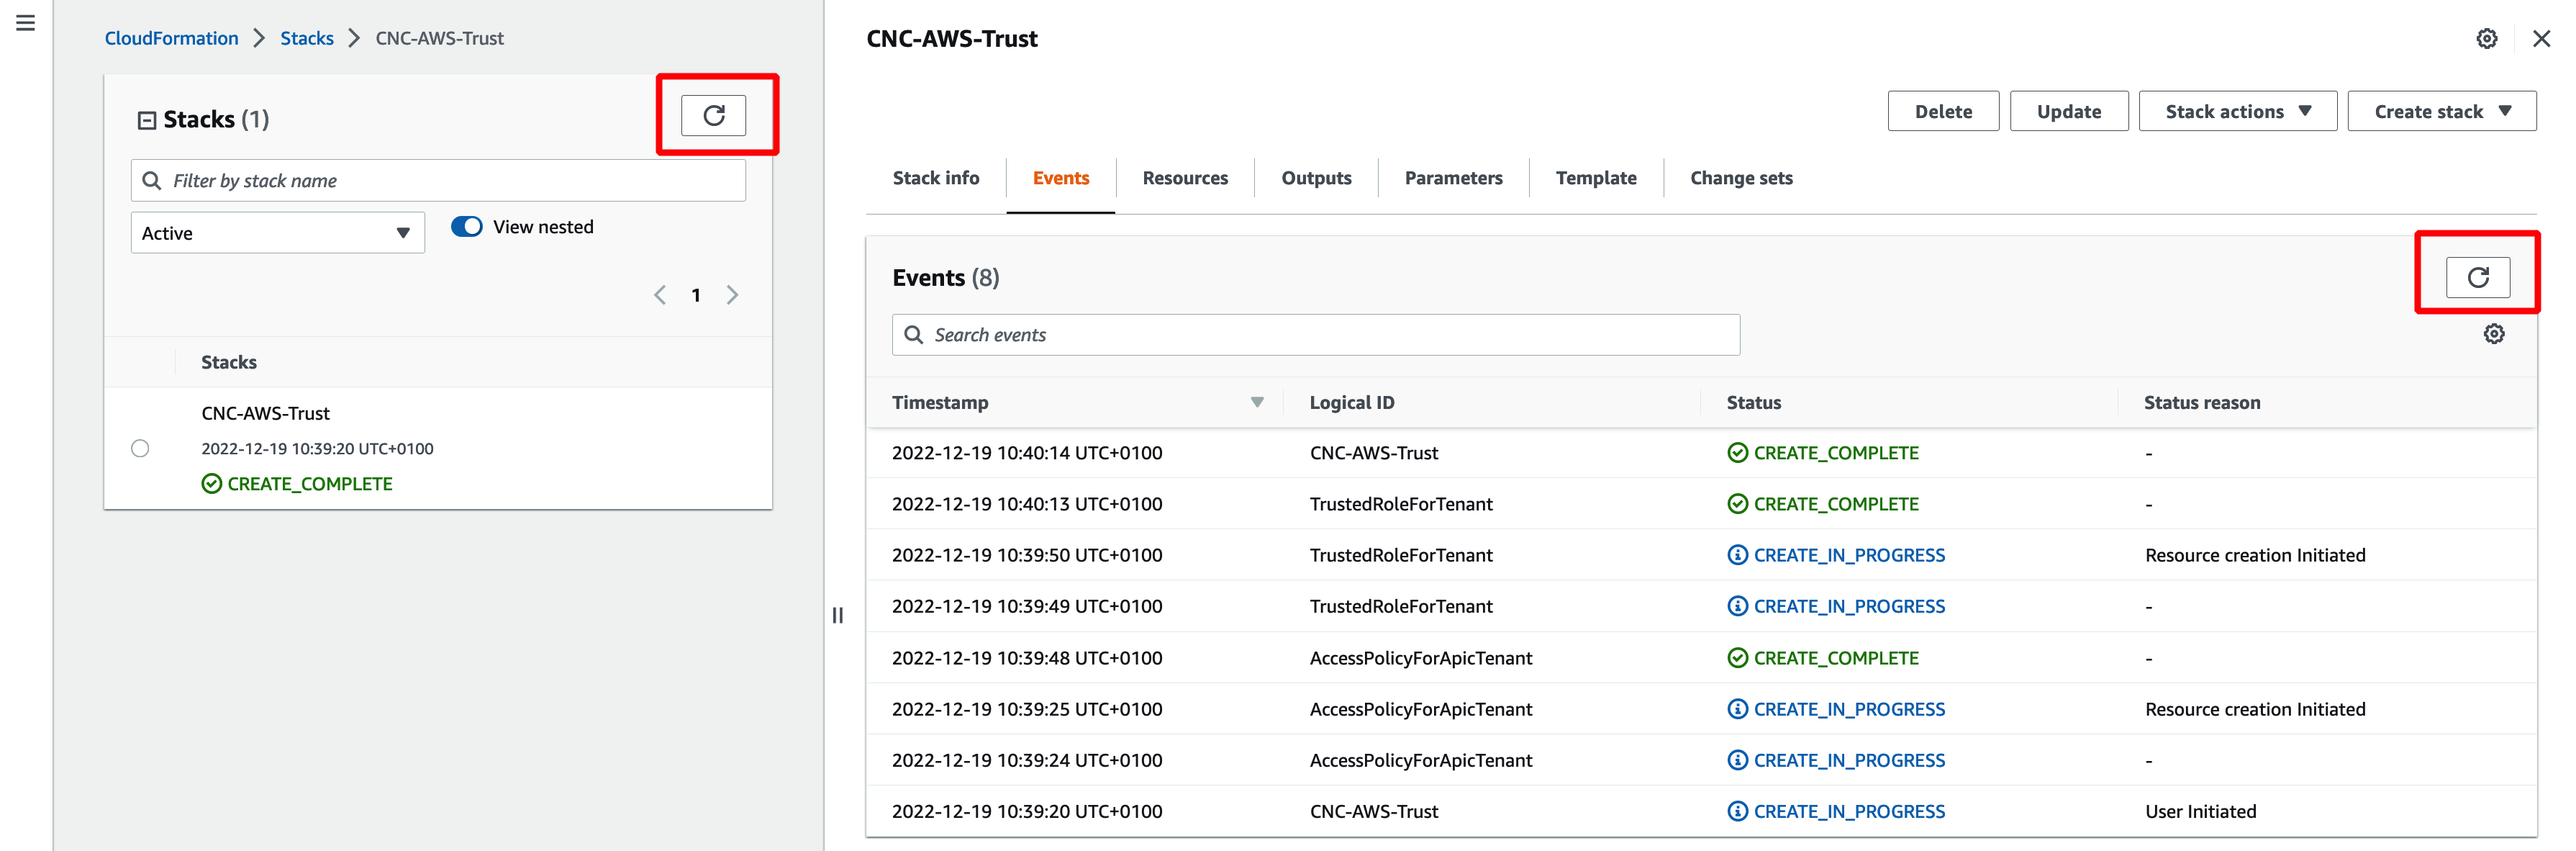 CloudFormation > Stacks > CNC-AWS-Trust
Stacks (1)
Filter by stack name
Active
View nested
1
Stacks
CNC-AWS-Trust
2022-12-19 10:39:20 UTC+0100
CREATE_COMPLETE
CNC-AWS-Trust
Delete Update Stack actions Create stack
Stack info Events Resources Outputs Parameters Template Change sets
Events (8)
Search events
Timestamp Logical ID Status Status reason
2022-12-19 10:40:14 UTC+0100 CNC-AWS-Trust CREATE_COMPLETE -
2022-12-19 10:40:13 UTC+0100 TrustedRoleForTenant CREATE_COMPLETE -
2022-12-19 10:39:50 UTC+0100 TrustedRoleForTenant CREATE_IN_PROGRESS Resource creation Initiated
2022-12-19 10:39:49 UTC+0100 TrustedRoleForTenant CREATE_IN_PROGRESS -
2022-12-19 10:39:48 UTC+0100 AccessPolicyForApicTenant CREATE_COMPLETE -
2022-12-19 10:39:25 UTC+0100 AccessPolicyForApicTenant CREATE_IN_PROGRESS Resource creation Initiated
2022-12-19 10:39:24 UTC+0100 AccessPolicyForApicTenant CREATE_IN_PROGRESS -
2022-12-19 10:39:20 UTC+0100 CNC-AWS-Trust CREATE_IN_PROGRESS User Initiated